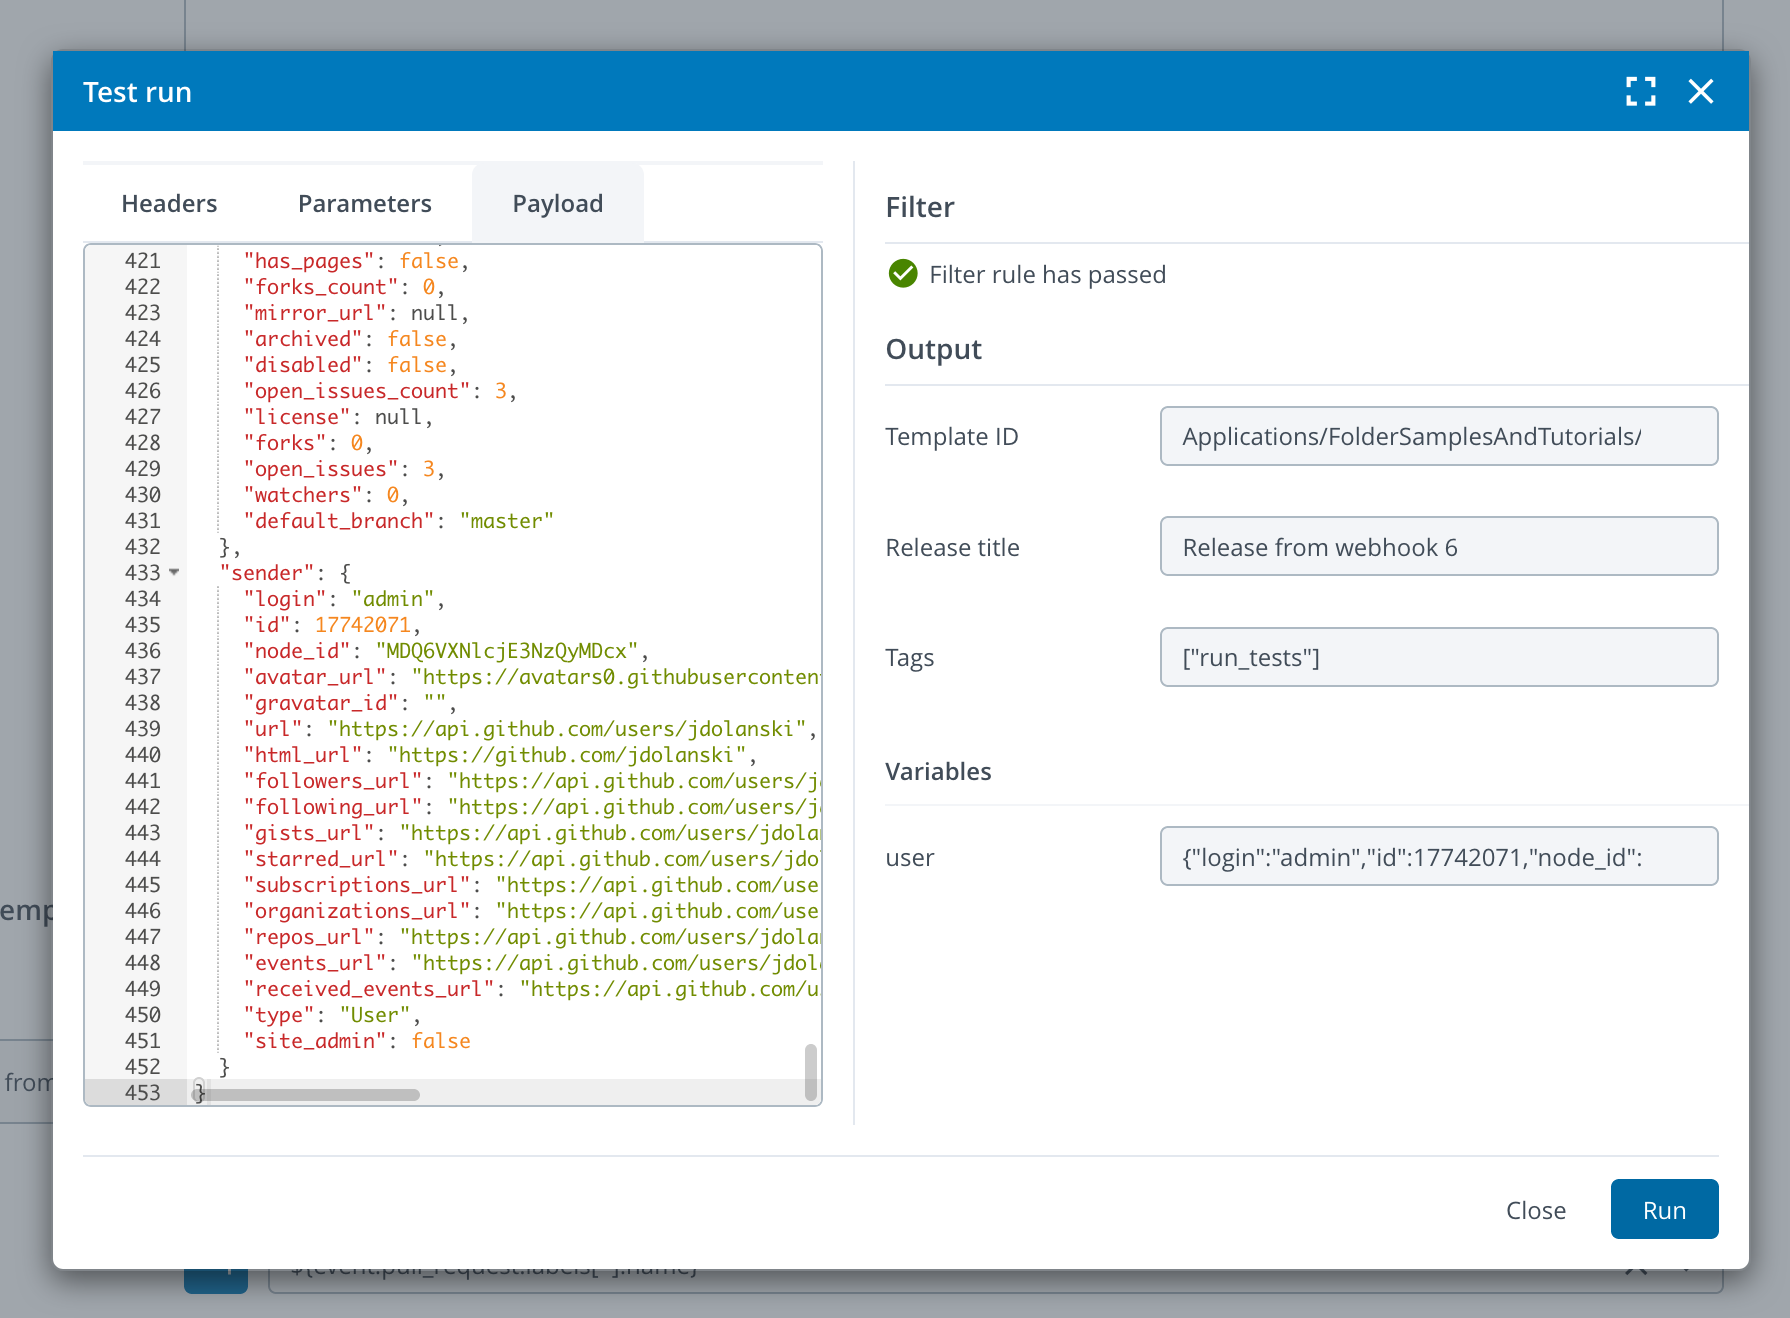 Test run
Headers
Parameters
Payload
421 "has_pages": false,
422 "forks_count": 0,
423 "mirror_url": null,
424 "archived": false,
425 "disabled": false,
426 "open_issues_count": 3,
427 "license": null,
428 "forks": 0,
429 "open_issues": 3,
430 "watchers": 0,
431 "default_branch": "master"
432 },
433 "sender": {
434 "login": "admin",
435 "id": 17742071,
436 "node_id": "MDQ6VXNlcjE3NzQyMDcx",
437 "avatar_url": "https://avatars0.githubuserconten
438 "gravatar_id": "",
439 "url": "https://api.github.com/users/jdolanski",
440 "html_url": "https://github.com/jdolanski",
441 "followers_url": "https://api.github.com/users/j
442 "following_url": "https://api.github.com/users/j
443 "gists_url": "https://api.github.com/users/jdola
444 "starred_url": "https://api.github.com/users/jdo
445 "subscriptions_url": "https://api.github.com/use
446 "organizations_url": "https://api.github.com/use
447 "repos_url": "https://api.github.com/users/jdola
448 "events_url": "https://api.github.com/users/jdol
449 "received_events_url": "https://api.github.com/u
450 "type": "User",
451 "site_admin": false
452 }
453 }
Filter
Filter rule has passed
Output
Template ID
Applications/FolderSamplesAndTutorials/
Release title
Release from webhook 6
Tags
["run_tests"]
Variables
user
{"login":"admin","id":17742071,"node_id":
Close
Run
emp
from